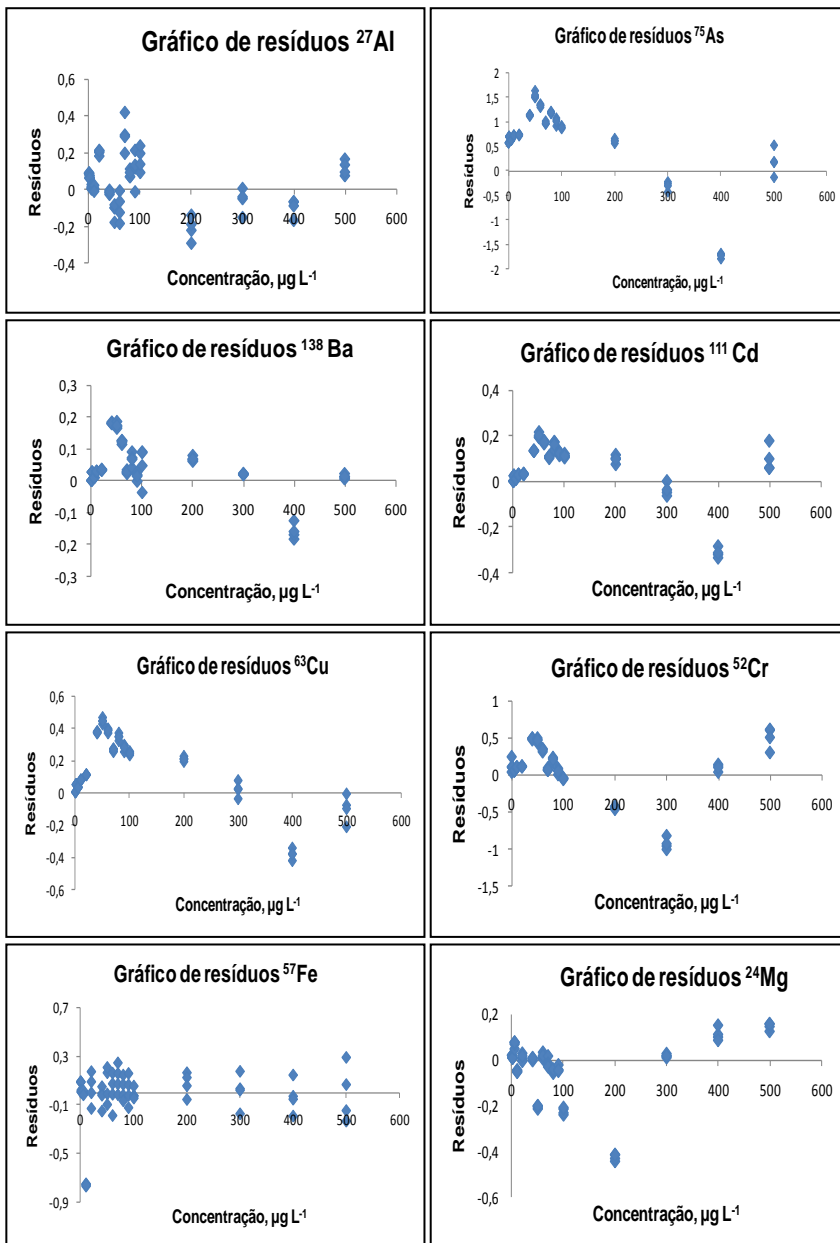 Gráfico de resíduos ²⁷Al
0,6
0,4
0,2
0
-0,2
-0,4
0 100 200 300 400 500 600
Resíduos
Concentração, µg L⁻¹
Gráfico de resíduos ⁷⁵As
2
1,5
1
0,5
0
-0,5
-1
-1,5
-2
0 100 200 300 400 500 600
Resíduos
Concentração, µg L⁻¹
Gráfico de resíduos ¹³⁸ Ba
0,3
0,2
0,1
0
-0,1
-0,2
-0,3
0 100 200 300 400 500 600
Resíduos
Concentração, µg L⁻¹
Gráfico de resíduos ¹¹¹ Cd
0,4
0,2
0
-0,2
-0,4
0 100 200 300 400 500 600
Resíduos
Concentração, µg L⁻¹
Gráfico de resíduos ⁶³Cu
0,6
0,4
0,2
0
-0,2
-0,4
-0,6
0 100 200 300 400 500 600
Resíduos
Concentração, µg L⁻¹
Gráfico de resíduos ⁵²Cr
1
0,5
0
-0,5
-1
-1,5
0 100 200 300 400 500 600
Resíduos
Concentração, µg L⁻¹
Gráfico de resíduos ⁵⁷Fe
0,7
0,3
-0,1
-0,5
-0,9
0 100 200 300 400 500 600
Resíduos
Concentração, µg L⁻¹
Gráfico de resíduos ²⁴Mg
0,2
0
-0,2
-0,4
-0,6
0 100 200 300 400 500 600
Resíduos
Concentração, µg L⁻¹